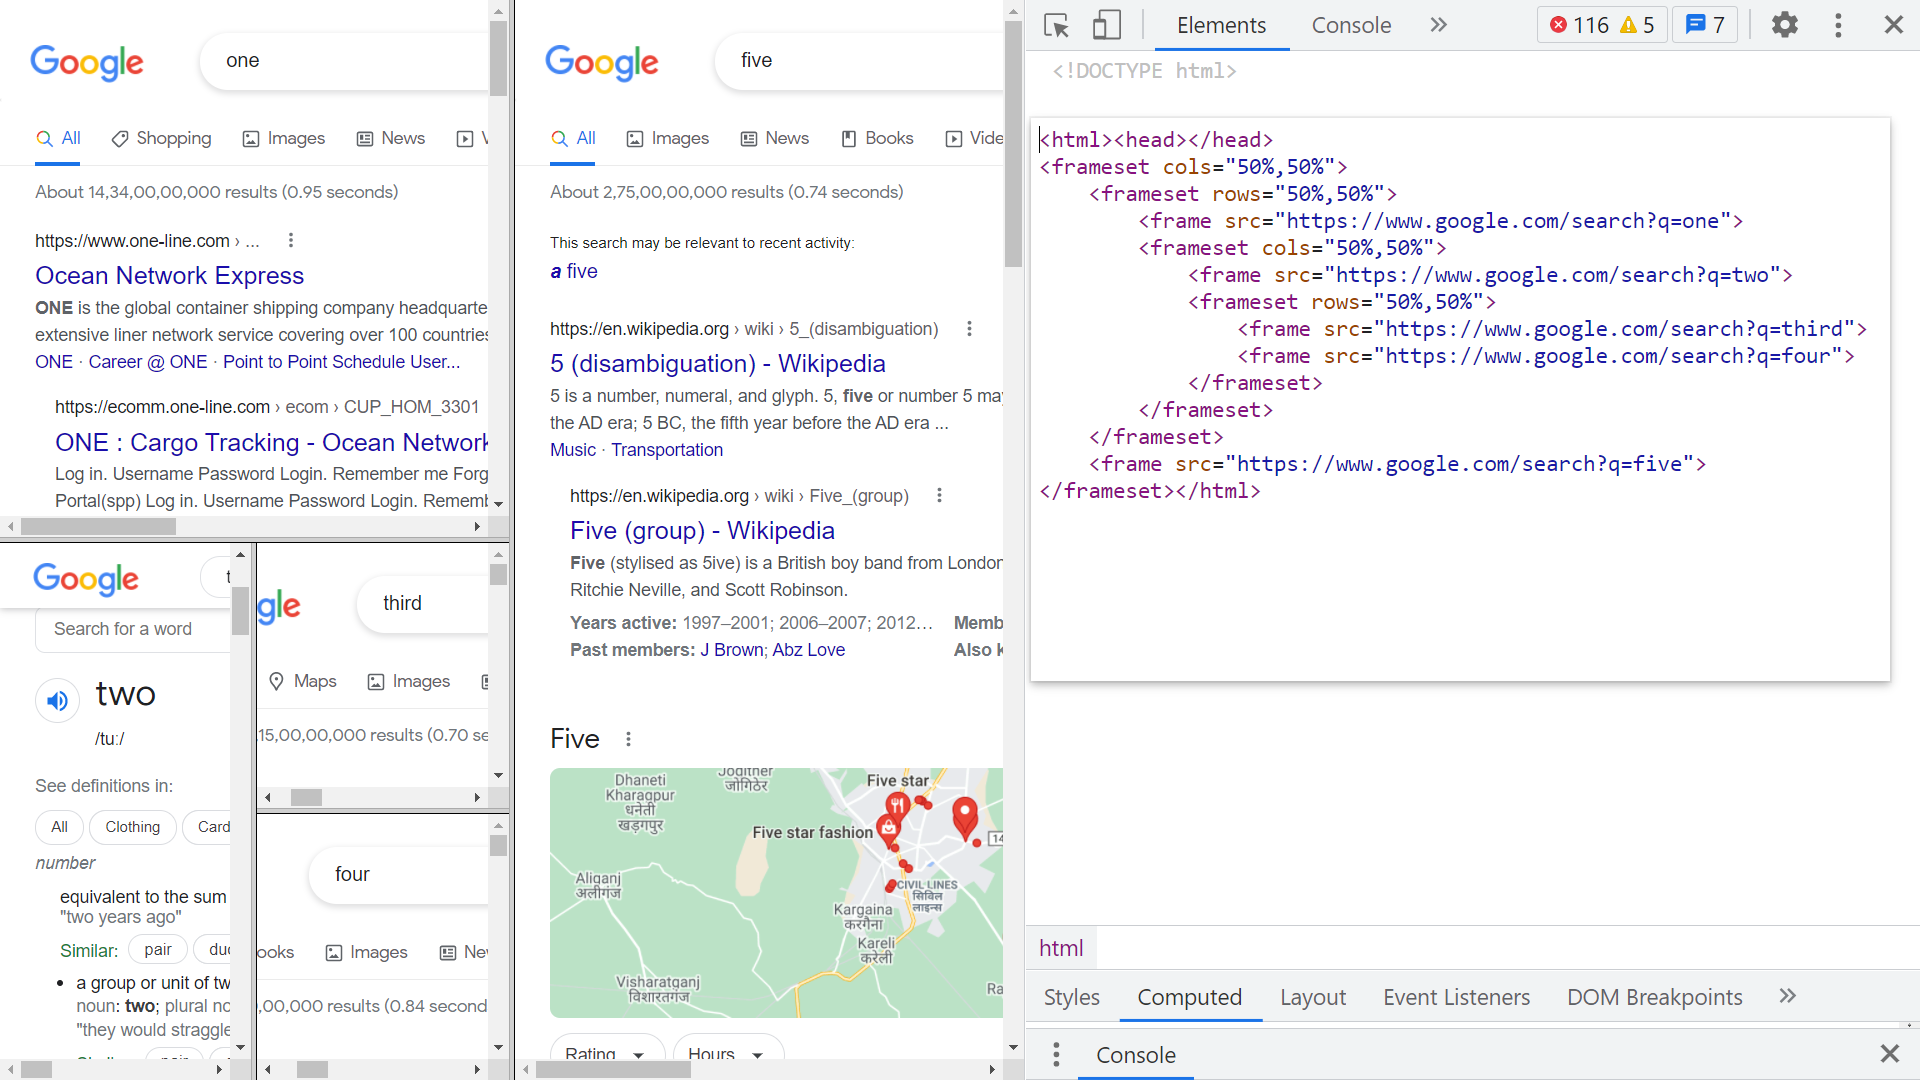 Google
one
All
Shopping
Images
News
About 14,34,00,00,000 results (0.95 seconds)
https://www.one-line.com › ...
Ocean Network Express
ONE is the global container shipping company headquarte
extensive liner network service covering over 100 countries
ONE · Career @ ONE · Point to Point Schedule User...
https://ecomm.one-line.com › ecom › CUP_HOM_3301
ONE : Cargo Tracking - Ocean Network
Log in. Username Password Login. Remember me Forg
Portal(spp) Log in. Username Password Login. Rememb
Google
t
Search for a word
two
/tuː/
See definitions in:
All
Clothing
Card
number
equivalent to the sum
"two years ago"
Similar:
pair
duo
a group or unit of tw
noun: two; plural no
"they would straggle
gle
third
Maps
Images
15,00,00,000 results (0.70 se
four
ooks
Images
Nev
,00,000 results (0.84 second
Google
five
All
Images
News
Books
Vide
About 2,75,00,00,000 results (0.74 seconds)
This search may be relevant to recent activity:
a five
https://en.wikipedia.org › wiki › 5_(disambiguation)
5 (disambiguation) - Wikipedia
5 is a number, numeral, and glyph. 5, five or number 5 may
the AD era; 5 BC, the fifth year before the AD era ...
Music · Transportation
https://en.wikipedia.org › wiki › Five_(group)
Five (group) - Wikipedia
Five (stylised as 5ive) is a British boy band from London
Ritchie Neville, and Scott Robinson.
Years active: 1997–2001; 2006–2007; 2012… Memb
Past members: J Brown; Abz Love Also K
Five
Dhaneti
Kharagpur
धनेती
खड़गपुर
Jodither
जोगिठेर
Five star
Five star fashion
14
Aliganj
अलीगंज
CIVIL LINES
सिविल
लाइन्स
Kargaina
करगैना
Kareli
करेली
Visharatganj
विशारतगंज
Ra
Rating
Hours
Elements
Console
116
5
7
<!DOCTYPE html>
<html><head></head>
<frameset cols="50%,50%">
<frameset rows="50%,50%">
<frame src="https://www.google.com/search?q=one">
<frameset cols="50%,50%">
<frame src="https://www.google.com/search?q=two">
<frameset rows="50%,50%">
<frame src="https://www.google.com/search?q=third">
<frame src="https://www.google.com/search?q=four">
</frameset>
</frameset>
</frameset>
<frame src="https://www.google.com/search?q=five">
</frameset></html>
html
Styles
Computed
Layout
Event Listeners
DOM Breakpoints
Console